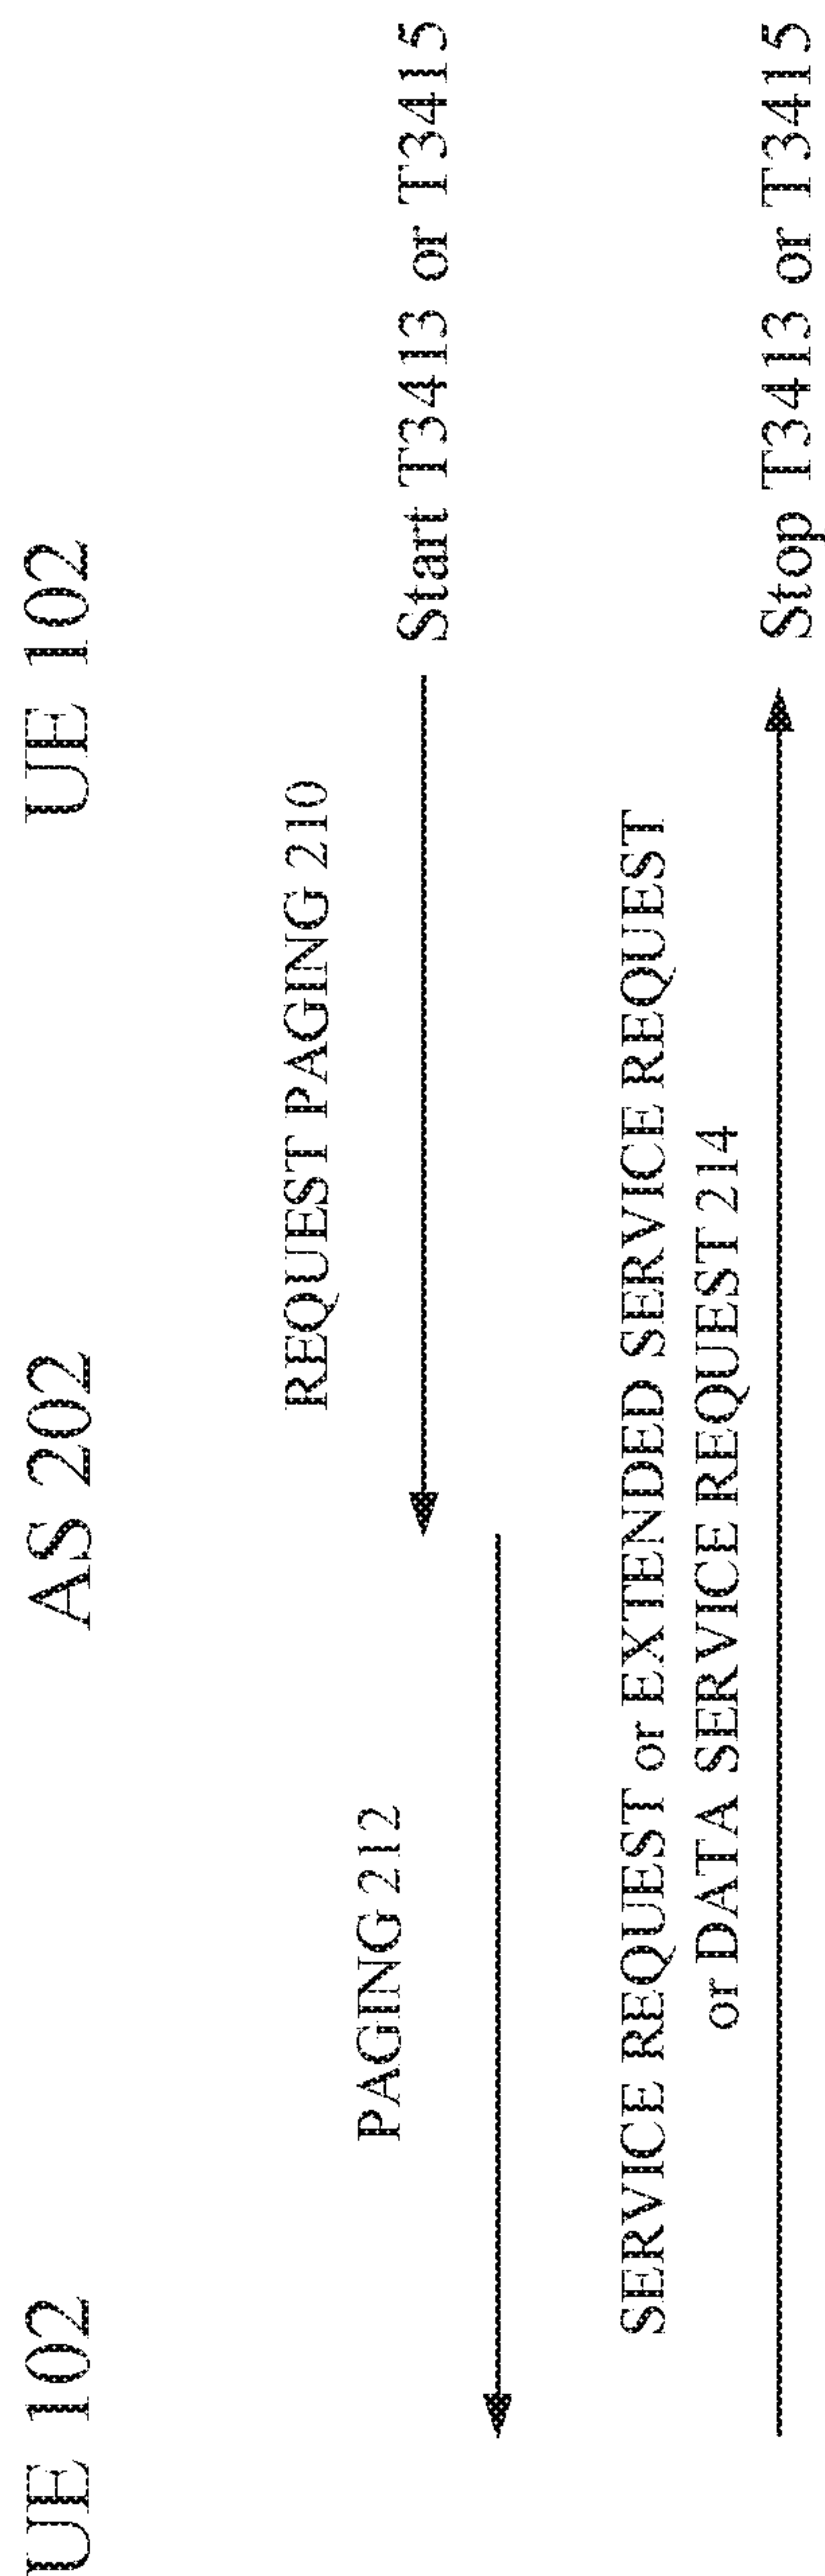 UE 102
AS 202
UE 102
REQUEST PAGING 210
Start T3413 or T3415
PAGING 212
SERVICE REQUEST or EXTENDED SERVICE REQUEST
or DATA SERVICE REQUEST 214
Stop T3413 or T3415